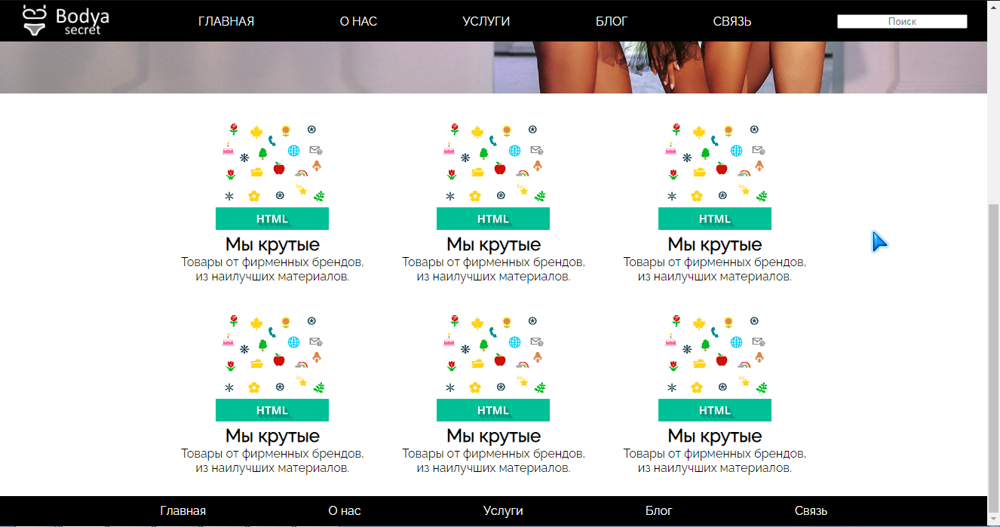 Bodya
secret
ГЛАВНАЯ О НАС УСЛУГИ БЛОГ СВЯЗЬ Поиск
HTML HTML HTML
Мы крутые Мы крутые Мы крутые
Товары от фирменных брендов, Товары от фирменных брендов, Товары от фирменных брендов,
из наилучших материалов. из наилучших материалов. из наилучших материалов.
HTML HTML HTML
Мы крутые Мы крутые Мы крутые
Товары от фирменных брендов, Товары от фирменных брендов, Товары от фирменных брендов,
из наилучших материалов. из наилучших материалов. из наилучших материалов.
Главная О нас Услуги Блог Связь